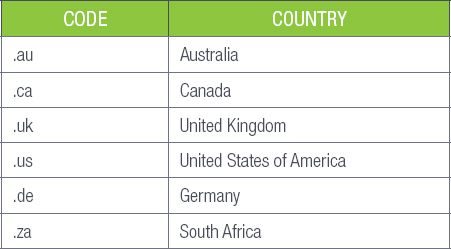 CODE COUNTRY
.au Australia
.ca Canada
.uk United Kingdom
.us United States of America
.de Germany
.za South Africa